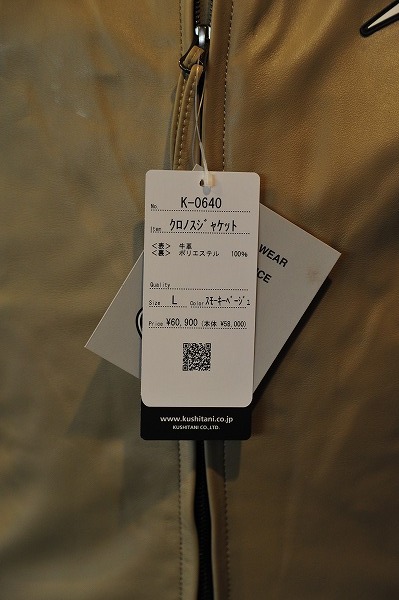 No. K-0640
Item クロノスジャケット
<表> 牛革
<裏> ポリエステル 100%
Quality
Size L Color スモーキーベージュ
Price ¥60,900 (本体 ¥58,000)
www.kushitani.co.jp
KUSHITANI CO.,LTD.
WEAR
CE